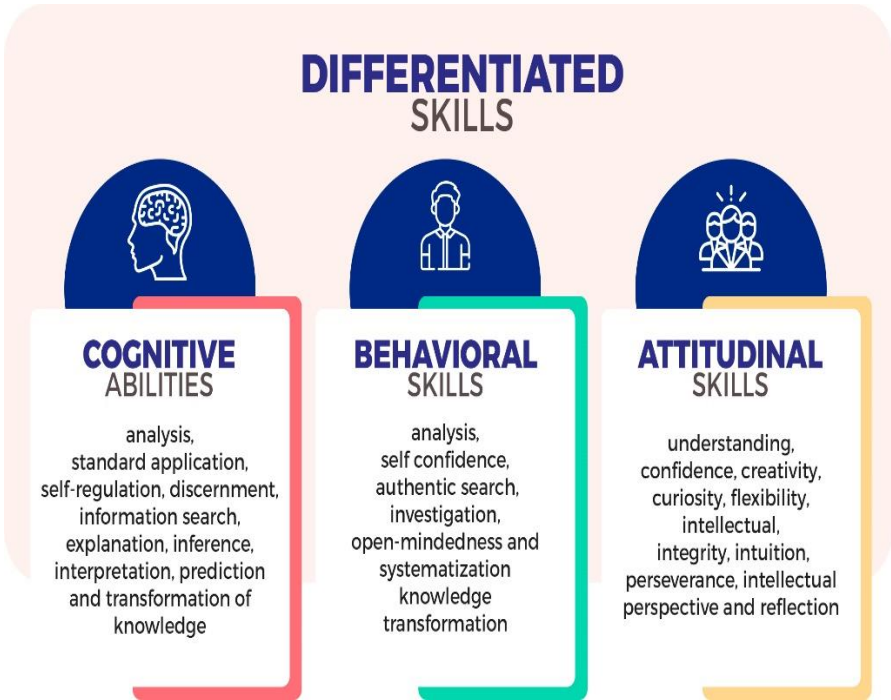 DIFFERENTIATED
SKILLS
COGNITIVE
ABILITIES
analysis,
standard application,
self-regulation, discernment,
information search,
explanation, inference,
interpretation, prediction
and transformation of
knowledge
BEHAVIORAL
SKILLS
analysis,
self confidence,
authentic search,
investigation,
open-mindedness and
systematization
knowledge
transformation
ATTITUDINAL
SKILLS
understanding,
confidence, creativity,
curiosity, flexibility,
intellectual,
integrity, intuition,
perseverance, intellectual
perspective and reflection